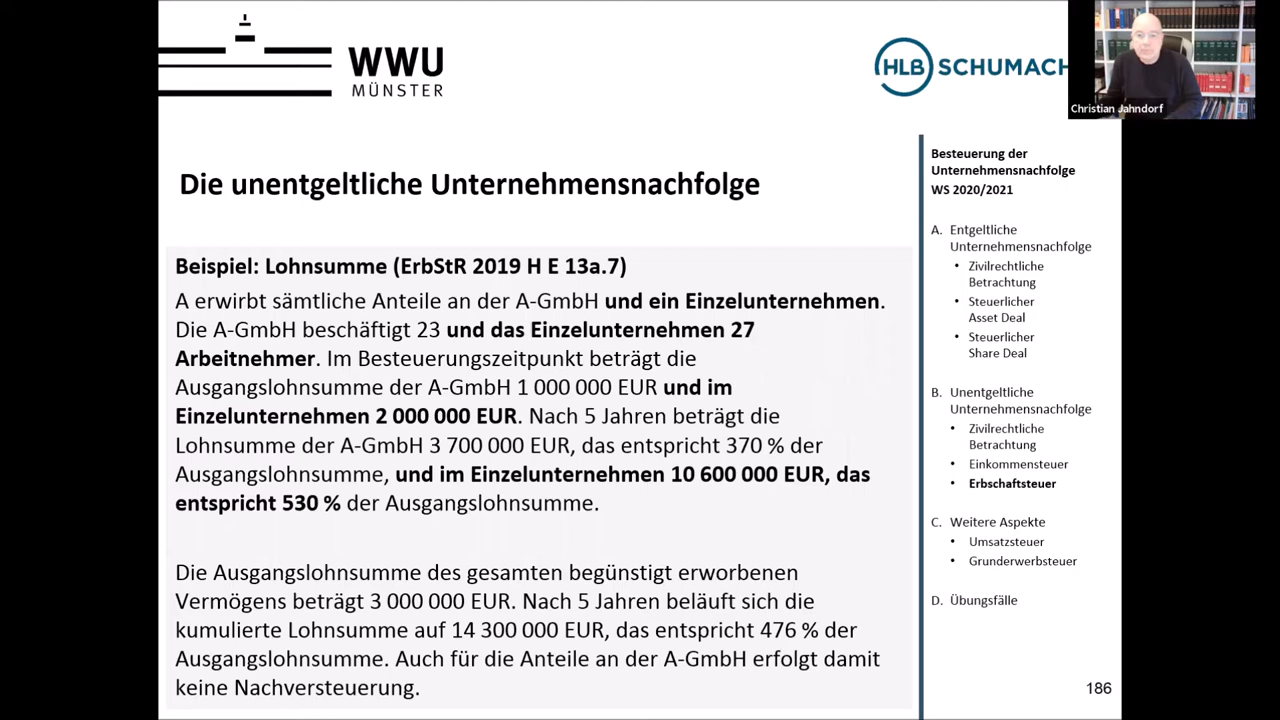 WWU
MÜNSTER
HLB SCHUMACH
Christian Jahndorf
Die unentgeltliche Unternehmensnachfolge
Beispiel: Lohnsumme (ErbStR 2019 H E 13a.7)
A erwirbt sämtliche Anteile an der A-GmbH und ein Einzelunternehmen.
Die A-GmbH beschäftigt 23 und das Einzelunternehmen 27
Arbeitnehmer. Im Besteuerungszeitpunkt beträgt die
Ausgangslohnsumme der A-GmbH 1 000 000 EUR und im
Einzelunternehmen 2 000 000 EUR. Nach 5 Jahren beträgt die
Lohnsumme der A-GmbH 3 700 000 EUR, das entspricht 370 % der
Ausgangslohnsumme, und im Einzelunternehmen 10 600 000 EUR, das
entspricht 530 % der Ausgangslohnsumme.
Die Ausgangslohnsumme des gesamten begünstigt erworbenen
Vermögens beträgt 3 000 000 EUR. Nach 5 Jahren beläuft sich die
kumulierte Lohnsumme auf 14 300 000 EUR, das entspricht 476 % der
Ausgangslohnsumme. Auch für die Anteile an der A-GmbH erfolgt damit
keine Nachversteuerung.
Besteuerung der
Unternehmensnachfolge
WS 2020/2021
A. Entgeltliche
Unternehmensnachfolge
• Zivilrechtliche
Betrachtung
• Steuerlicher
Asset Deal
• Steuerlicher
Share Deal
B. Unentgeltliche
Unternehmensnachfolge
• Zivilrechtliche
Betrachtung
• Einkommensteuer
• Erbschaftsteuer
C. Weitere Aspekte
• Umsatzsteuer
• Grunderwerbsteuer
D. Übungsfälle
186